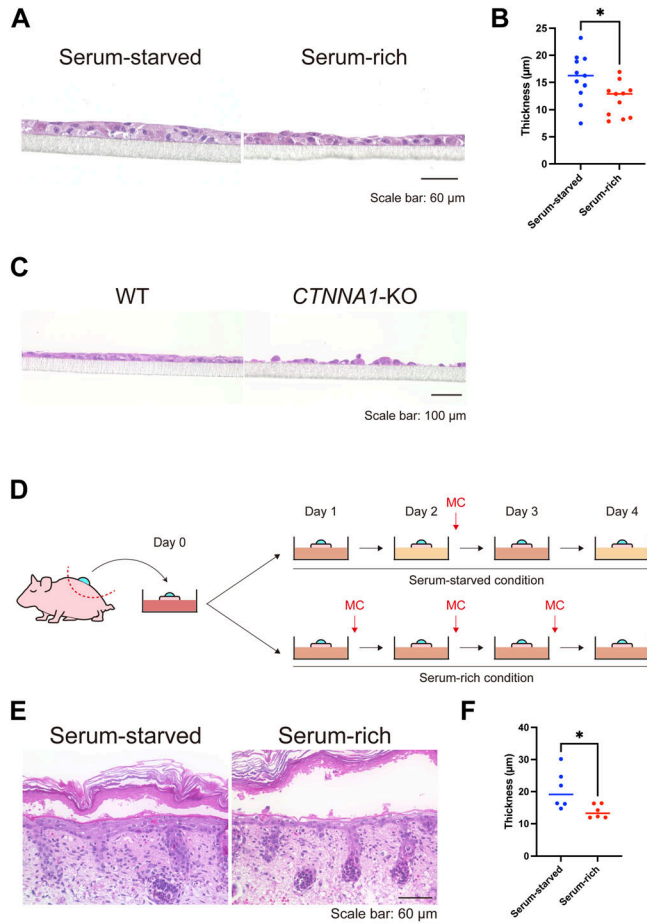 A
Serum-starved
Serum-rich
Scale bar: 60 µm
B
*
Thickness (µm)
25
20
15
10
5
0
Serum-starved
Serum-rich
C
WT
CTNNA1-KO
Scale bar: 100 µm
D
Day 0
Day 1
Day 2
MC
Day 3
Day 4
Serum-starved condition
MC
MC
MC
Serum-rich condition
E
Serum-starved
Serum-rich
Scale bar: 60 µm
F
*
Thickness (µm)
40
30
20
10
0
Serum-starved
Serum-rich